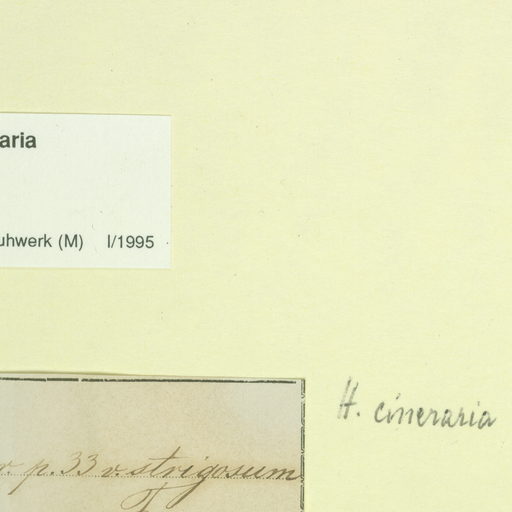 aria
uhwerk (M) I/1995
H. cineraria
v. p. 33 v. strigosum